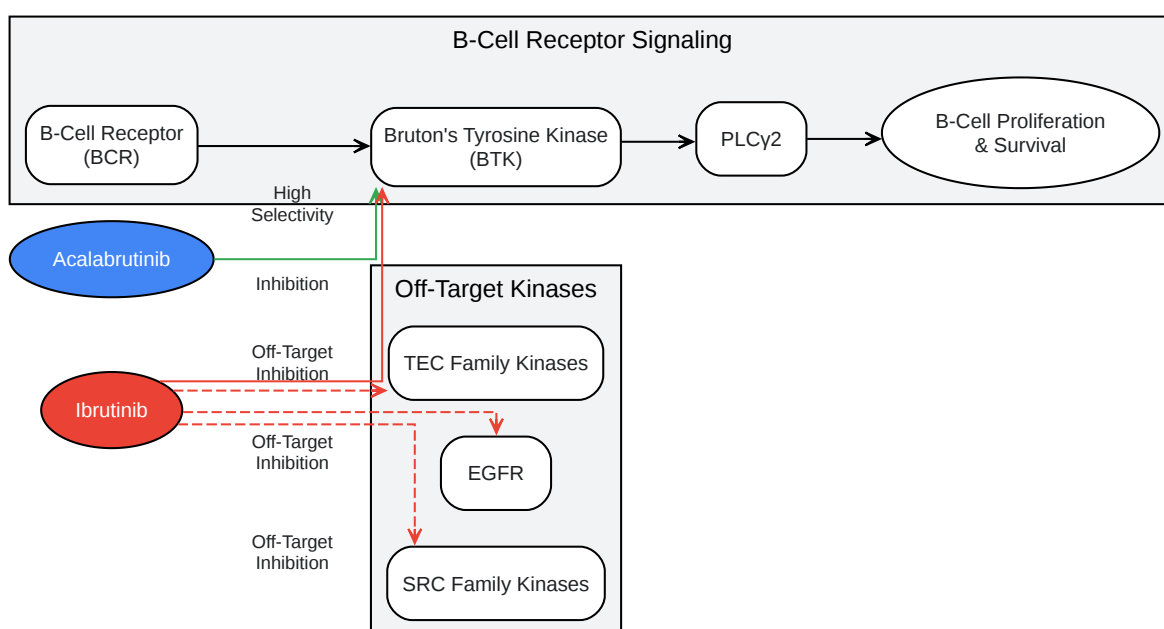 B-Cell Receptor Signaling
B-Cell Receptor
(BCR)
Bruton's Tyrosine Kinase
(BTK)
PLCγ2
B-Cell Proliferation
& Survival
High
Selectivity
Acalabrutinib
Inhibition
Off-Target Kinases
Off-Target
Inhibition
TEC Family Kinases
Ibrutinib
Off-Target
Inhibition
EGFR
Off-Target
Inhibition
SRC Family Kinases